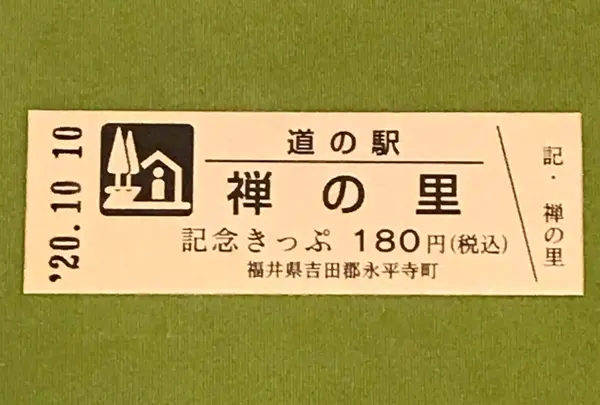 '20.10.10
道の駅
禅の里
記念きっぷ 180円(税込)
福井県吉田郡永平寺町
記・禅の里